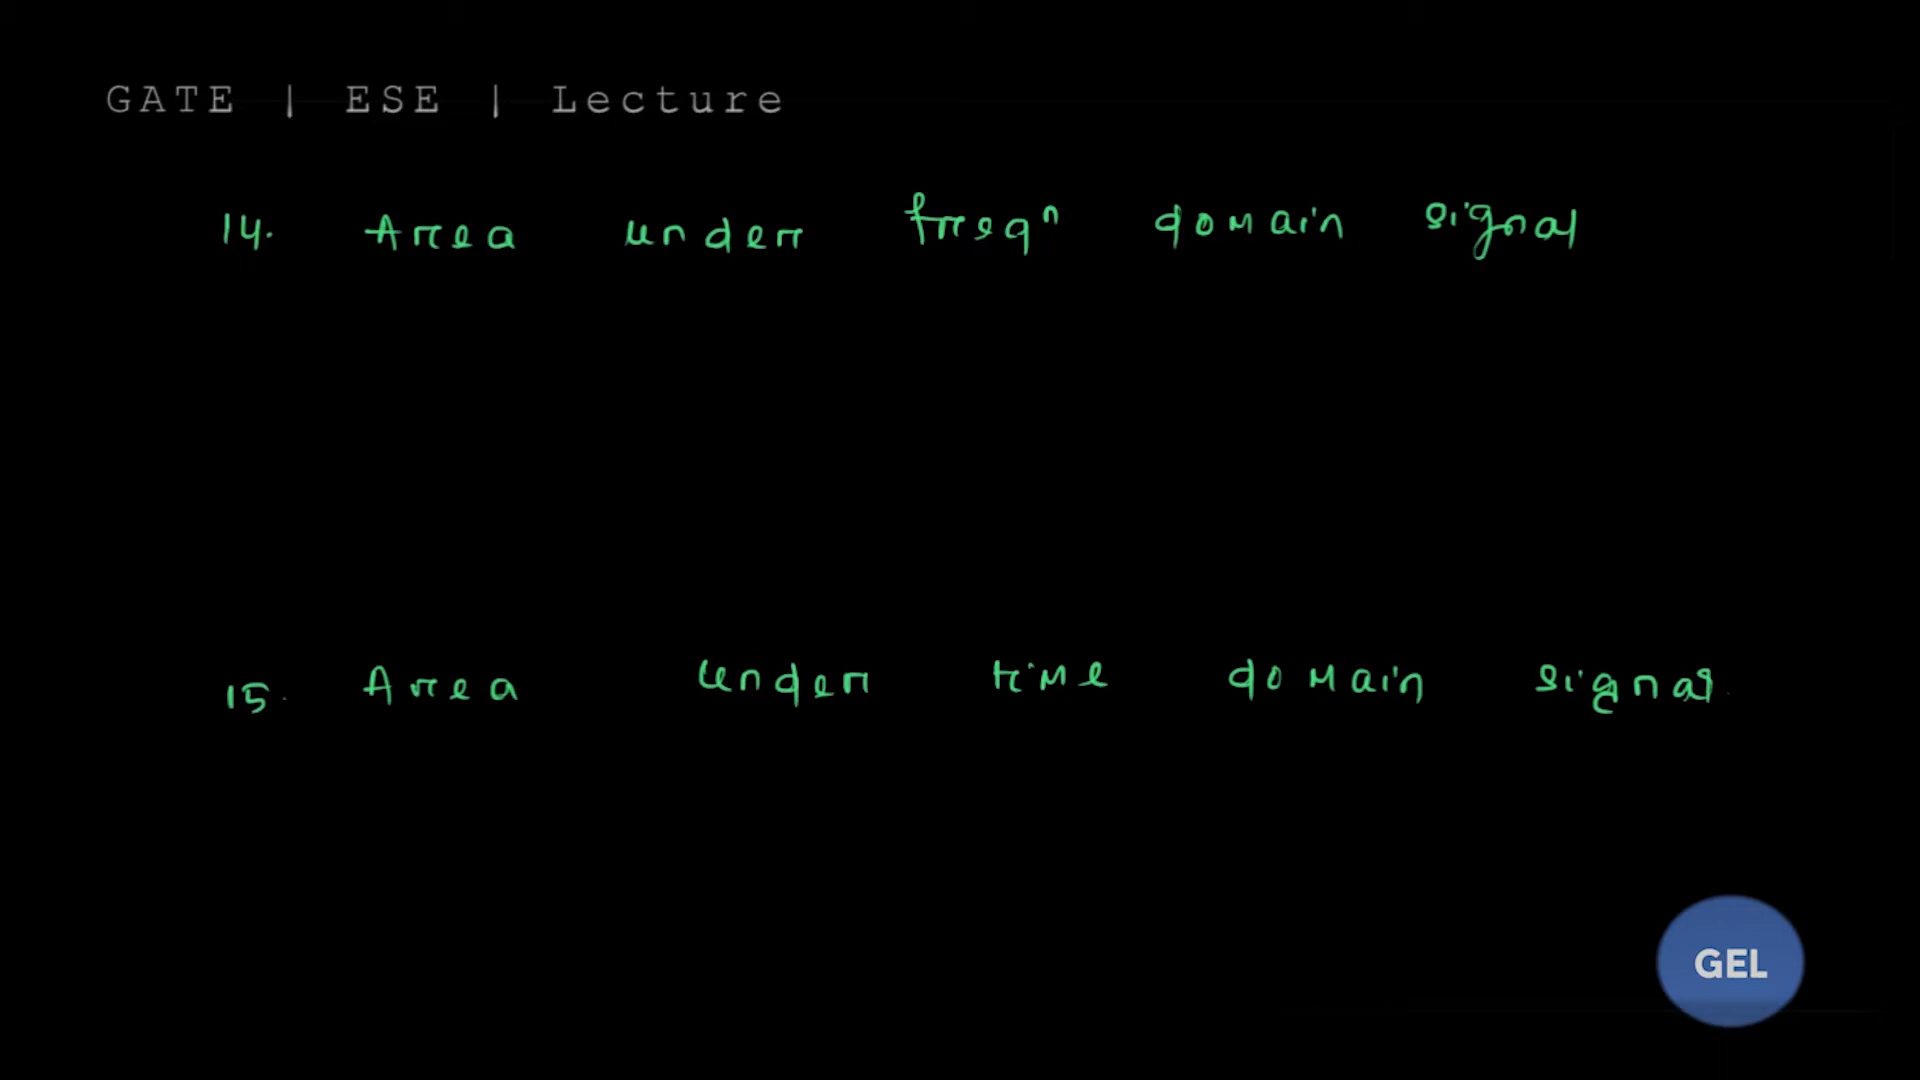 GATE | ESE | Lecture
14. Area under freqⁿ domain signal
15. Area under time domain signal.
GEL